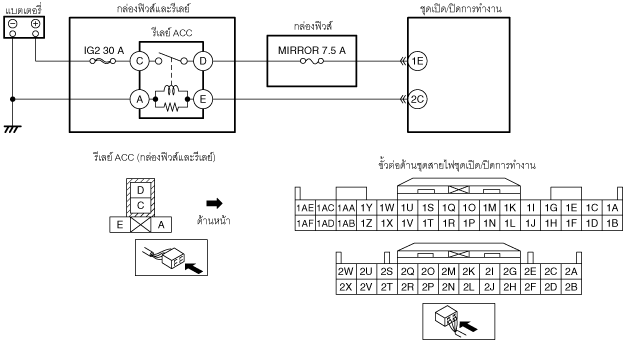 แบตเตอรี่
กล่องฟิวส์และรีเลย์
ชุดเปิด/ปิดการทำงาน
กล่องฟิวส์
รีเลย์ ACC
IG2 30 A
MIRROR 7.5 A
C
D
1E
A
E
2C
รีเลย์ ACC (กล่องฟิวส์และรีเลย์)
ขั้วต่อด้านชุดสายไฟชุดเปิด/ปิดการทำงาน
D
C
E A
ด้านหน้า
1AE 1AC 1AA 1Y 1W 1U 1S 1Q 1O 1M 1K 1I 1G 1E 1C 1A
1AF 1AD 1AB 1Z 1X 1V 1T 1R 1P 1N 1L 1J 1H 1F 1D 1B
2W 2U 2S 2Q 2O 2M 2K 2I 2G 2E 2C 2A
2X 2V 2T 2R 2P 2N 2L 2J 2H 2F 2D 2B